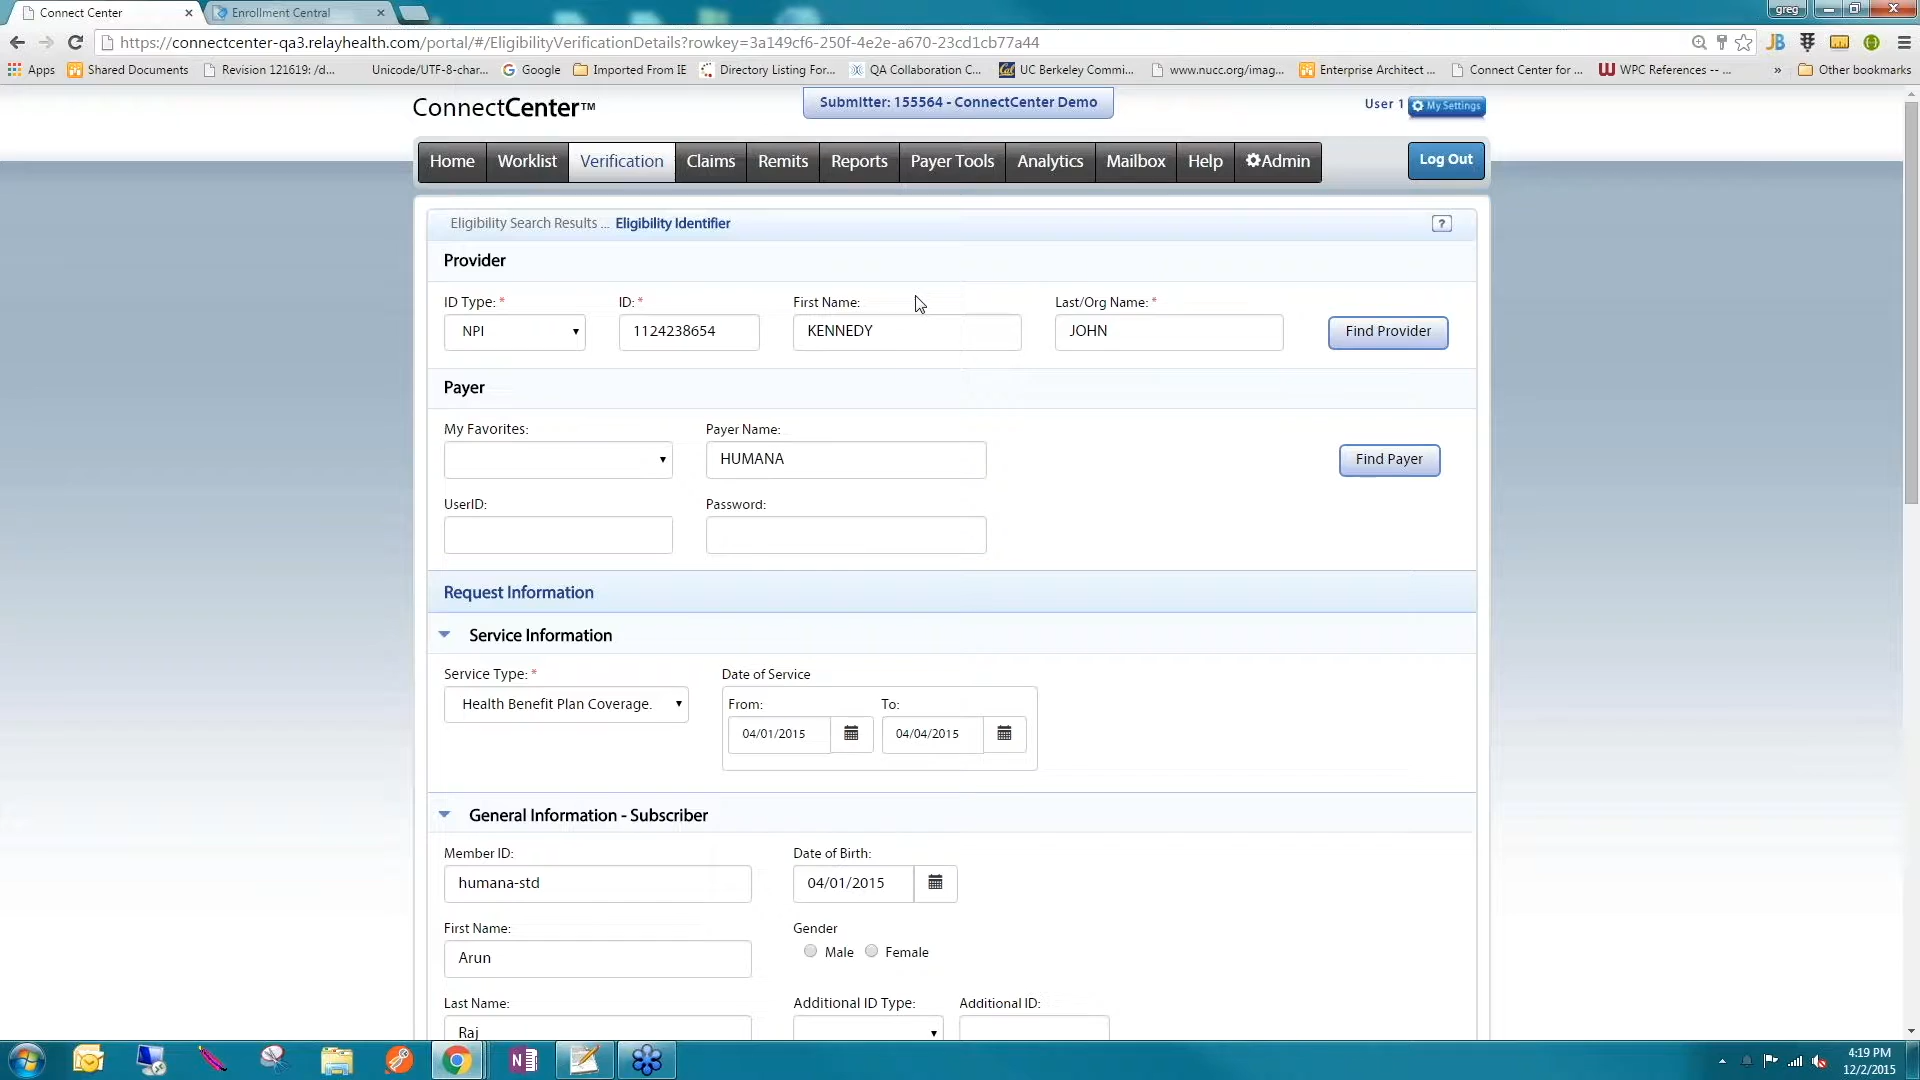 Connect Center
Enrollment Central
greg
https://connectcenter-qa3.relayhealth.com/portal/#/EligibilityVerificationDetails?rowkey=3a149cf6-250f-4e2e-a670-23cd1cb77a44
Apps Shared Documents Revision 121619: /d... Unicode/UTF-8-char... Google Imported From IE Directory Listing For... QA Collaboration C... UC Berkeley Commi... www.nucc.org/imag... Enterprise Architect ... Connect Center for ... WPC References -- ... » Other bookmarks
ConnectCenter™
Submitter: 155564 - ConnectCenter Demo
User 1 My Settings
Home Worklist Verification Claims Remits Reports Payer Tools Analytics Mailbox Help Admin Log Out
Eligibility Search Results ... Eligibility Identifier ?
Provider
ID Type: * ID: * First Name: Last/Org Name: *
NPI 1124238654 KENNEDY JOHN Find Provider
Payer
My Favorites: Payer Name:
HUMANA Find Payer
UserID: Password:
Request Information
Service Information
Service Type: * Date of Service
Health Benefit Plan Coverage. From: To:
04/01/2015 04/04/2015
General Information - Subscriber
Member ID: Date of Birth:
humana-std 04/01/2015
First Name: Gender
Arun Male Female
Last Name: Additional ID Type: Additional ID:
Raj
4:19 PM
12/2/2015